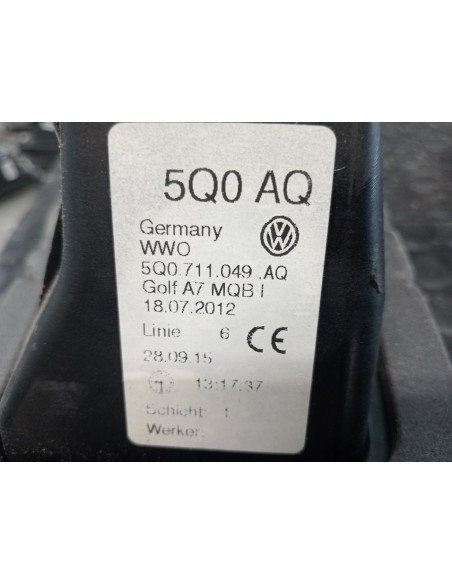 5Q0 AQ
Germany
WWO
5Q0.711.049 .AQ
Golf A7 MQB I
18.07.2012
Linie 6 CE
28.09.15
13:17:37
Schicht: 1
Werker: